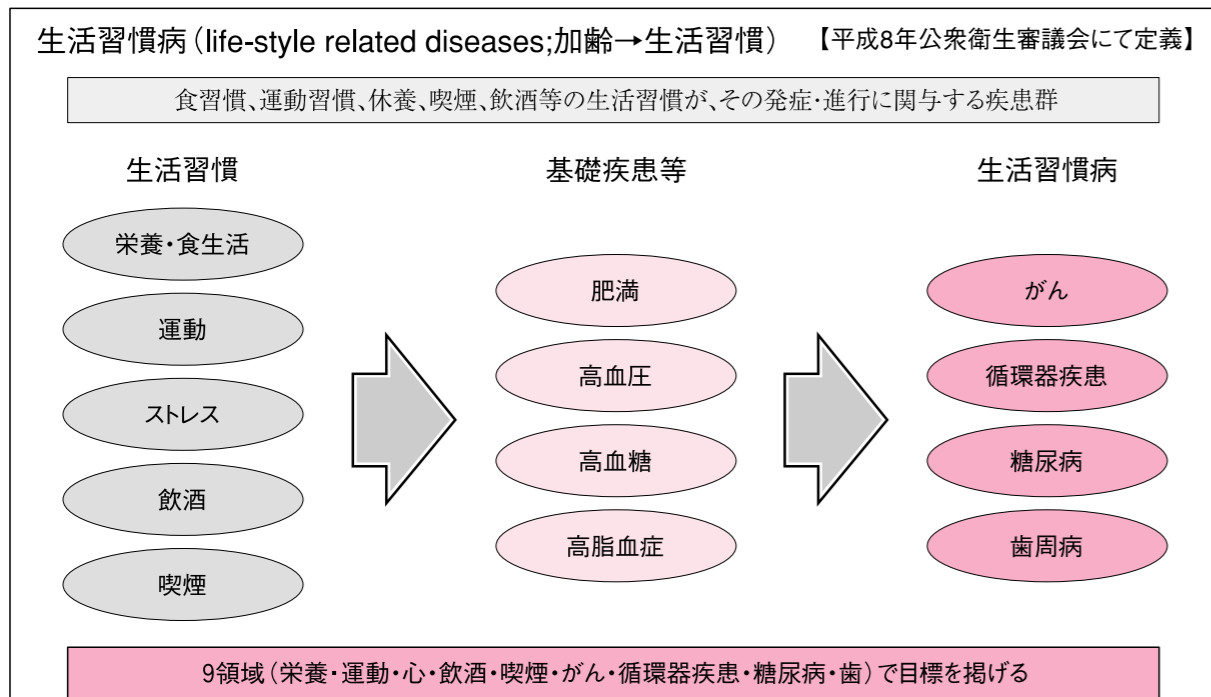 生活習慣病（life-style related diseases;加齢→生活習慣） 【平成8年公衆衛生審議会にて定義】
食習慣、運動習慣、休養、喫煙、飲酒等の生活習慣が、その発症・進行に関与する疾患群
生活習慣
栄養・食生活
運動
ストレス
飲酒
喫煙
基礎疾患等
肥満
高血圧
高血糖
高脂血症
生活習慣病
がん
循環器疾患
糖尿病
歯周病
9領域（栄養・運動・心・飲酒・喫煙・がん・循環器疾患・糖尿病・歯）で目標を掲げる